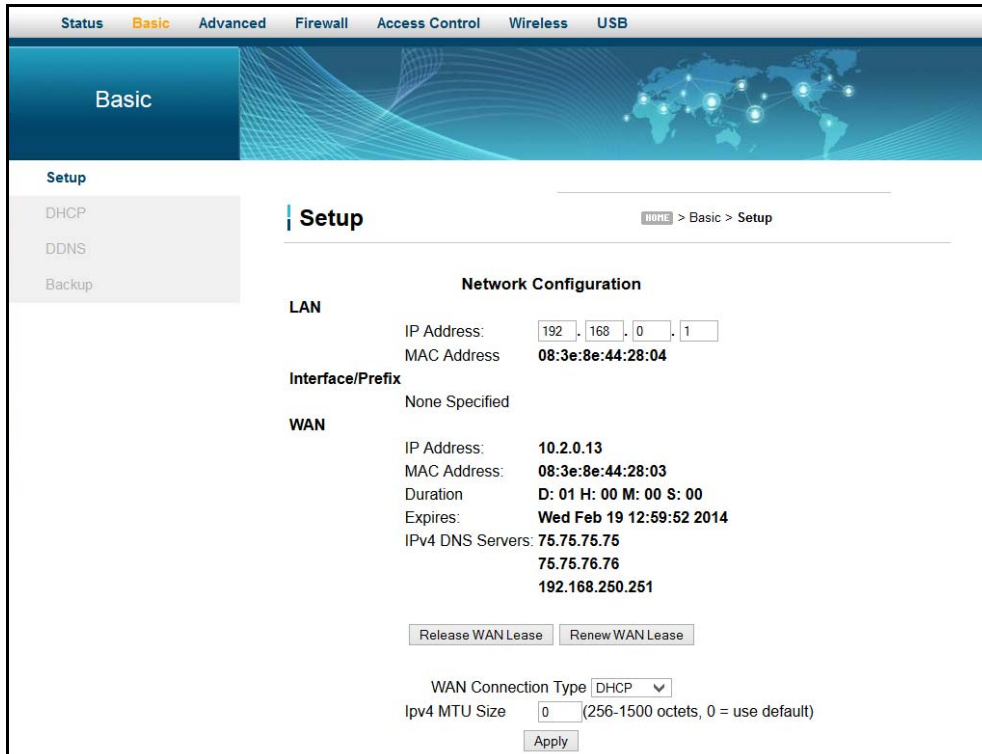 Status Basic Advanced Firewall Access Control Wireless USB
Basic
Setup
DHCP
DDNS
Backup
Setup
HOME > Basic > Setup
Network Configuration
LAN
IP Address: 192 . 168 . 0 . 1
MAC Address 08:3e:8e:44:28:04
Interface/Prefix
None Specified
WAN
IP Address: 10.2.0.13
MAC Address: 08:3e:8e:44:28:03
Duration D: 01 H: 00 M: 00 S: 00
Expires: Wed Feb 19 12:59:52 2014
IPv4 DNS Servers: 75.75.75.75
75.75.76.76
192.168.250.251
Release WAN Lease Renew WAN Lease
WAN Connection Type DHCP
Ipv4 MTU Size 0 (256-1500 octets, 0 = use default)
Apply